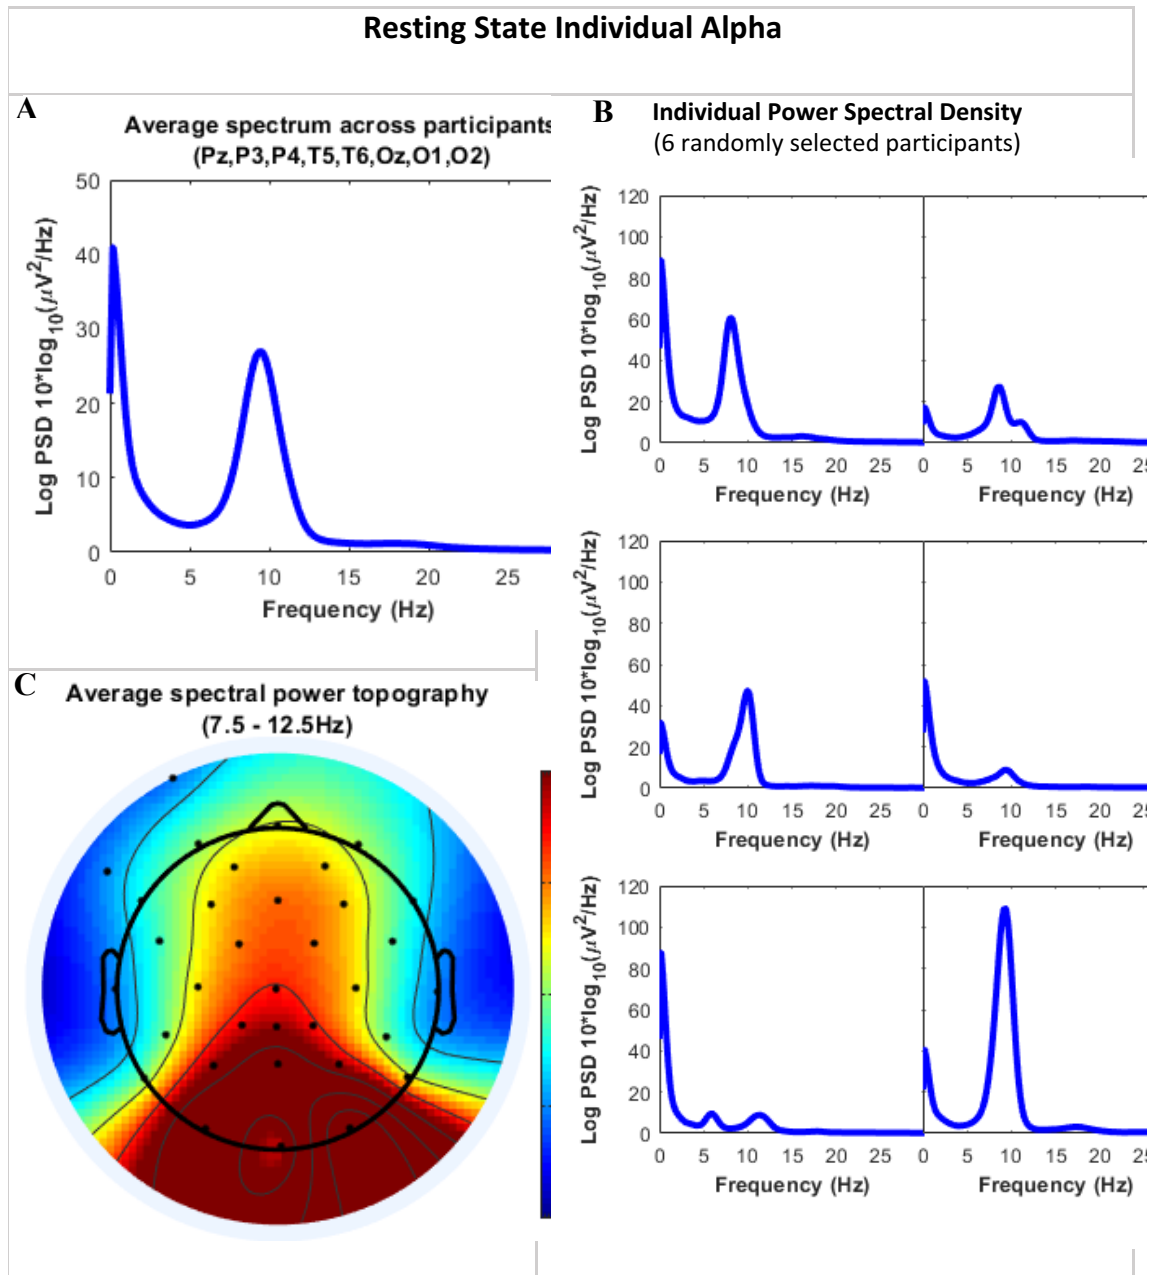 Resting State Individual Alpha
A
Average spectrum across participants
(Pz,P3,P4,T5,T6,Oz,O1,O2)
50
40
30
20
10
0
Log PSD 10*log10(μV2/Hz)
0 5 10 15 20 25
Frequency (Hz)
B
Individual Power Spectral Density
(6 randomly selected participants)
120
100
80
60
40
20
0
Log PSD 10*log10(μV2/Hz)
0 5 10 15 20 25
Frequency (Hz)
0 5 10 15 20 25
Frequency (Hz)
120
100
80
60
40
20
0
Log PSD 10*log10(μV2/Hz)
0 5 10 15 20 25
Frequency (Hz)
0 5 10 15 20 25
Frequency (Hz)
120
100
80
60
40
20
0
Log PSD 10*log10(μV2/Hz)
0 5 10 15 20 25
Frequency (Hz)
0 5 10 15 20 25
Frequency (Hz)
C
Average spectral power topography
(7.5 - 12.5Hz)